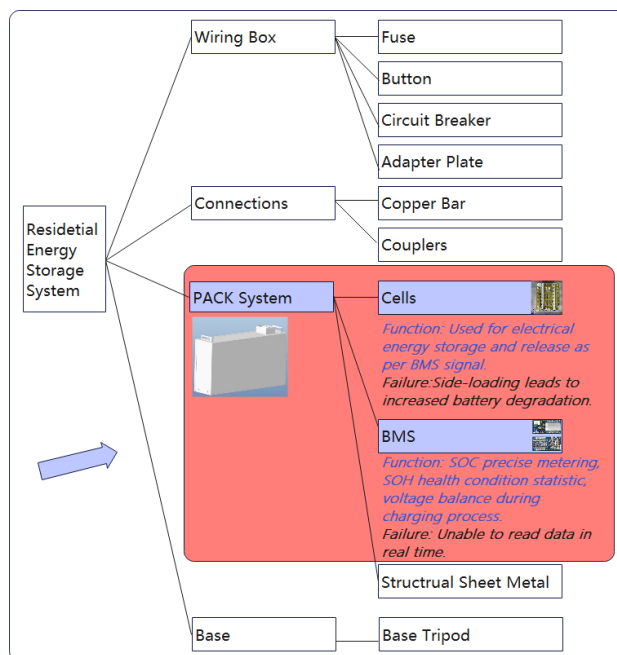 Wiring Box
Fuse
Button
Circuit Breaker
Adapter Plate
Residetial
Energy
Storage
System
Connections
Copper Bar
Couplers
PACK System
Cells
Function: Used for electrical
energy storage and release as
per BMS signal.
Failure:Side-loading leads to
increased battery degradation.
BMS
Function: SOC precise metering,
SOH health condition statistic,
voltage balance during
charging process.
Failure: Unable to read data in
real time.
Structrual Sheet Metal
Base
Base Tripod